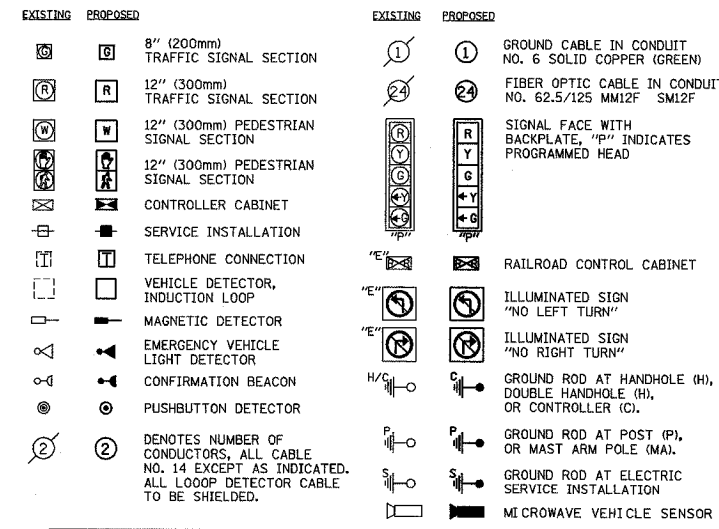 EXISTING PROPOSED
G G 8" (200mm)
TRAFFIC SIGNAL SECTION
R R 12" (300mm)
TRAFFIC SIGNAL SECTION
W W 12" (300mm) PEDESTRIAN
SIGNAL SECTION
12" (300mm) PEDESTRIAN
SIGNAL SECTION
CONTROLLER CABINET
SERVICE INSTALLATION
T T TELEPHONE CONNECTION
VEHICLE DETECTOR,
INDUCTION LOOP
MAGNETIC DETECTOR
EMERGENCY VEHICLE
LIGHT DETECTOR
CONFIRMATION BEACON
PUSHBUTTON DETECTOR
2 2 DENOTES NUMBER OF
CONDUCTORS, ALL CABLE
NO. 14 EXCEPT AS INDICATED.
ALL LOOOP DETECTOR CABLE
TO BE SHIELDED.
EXISTING PROPOSED
1 1 GROUND CABLE IN CONDUIT
NO. 6 SOLID COPPER (GREEN)
24 24 FIBER OPTIC CABLE IN CONDUIT
NO. 62.5/125 MM12F SM12F
SIGNAL FACE WITH
R R BACKPLATE, "P" INDICATES
Y Y PROGRAMMED HEAD
G G
←Y ←Y
←G ←G
"P" "P"
"E" RAILROAD CONTROL CABINET
"E" ILLUMINATED SIGN
"NO LEFT TURN"
"E" ILLUMINATED SIGN
"NO RIGHT TURN"
H/C C GROUND ROD AT HANDHOLE (H),
DOUBLE HANDHOLE (H),
OR CONTROLLER (C).
P P GROUND ROD AT POST (P),
OR MAST ARM POLE (MA).
S S GROUND ROD AT ELECTRIC
SERVICE INSTALLATION
MICROWAVE VEHICLE SENSOR